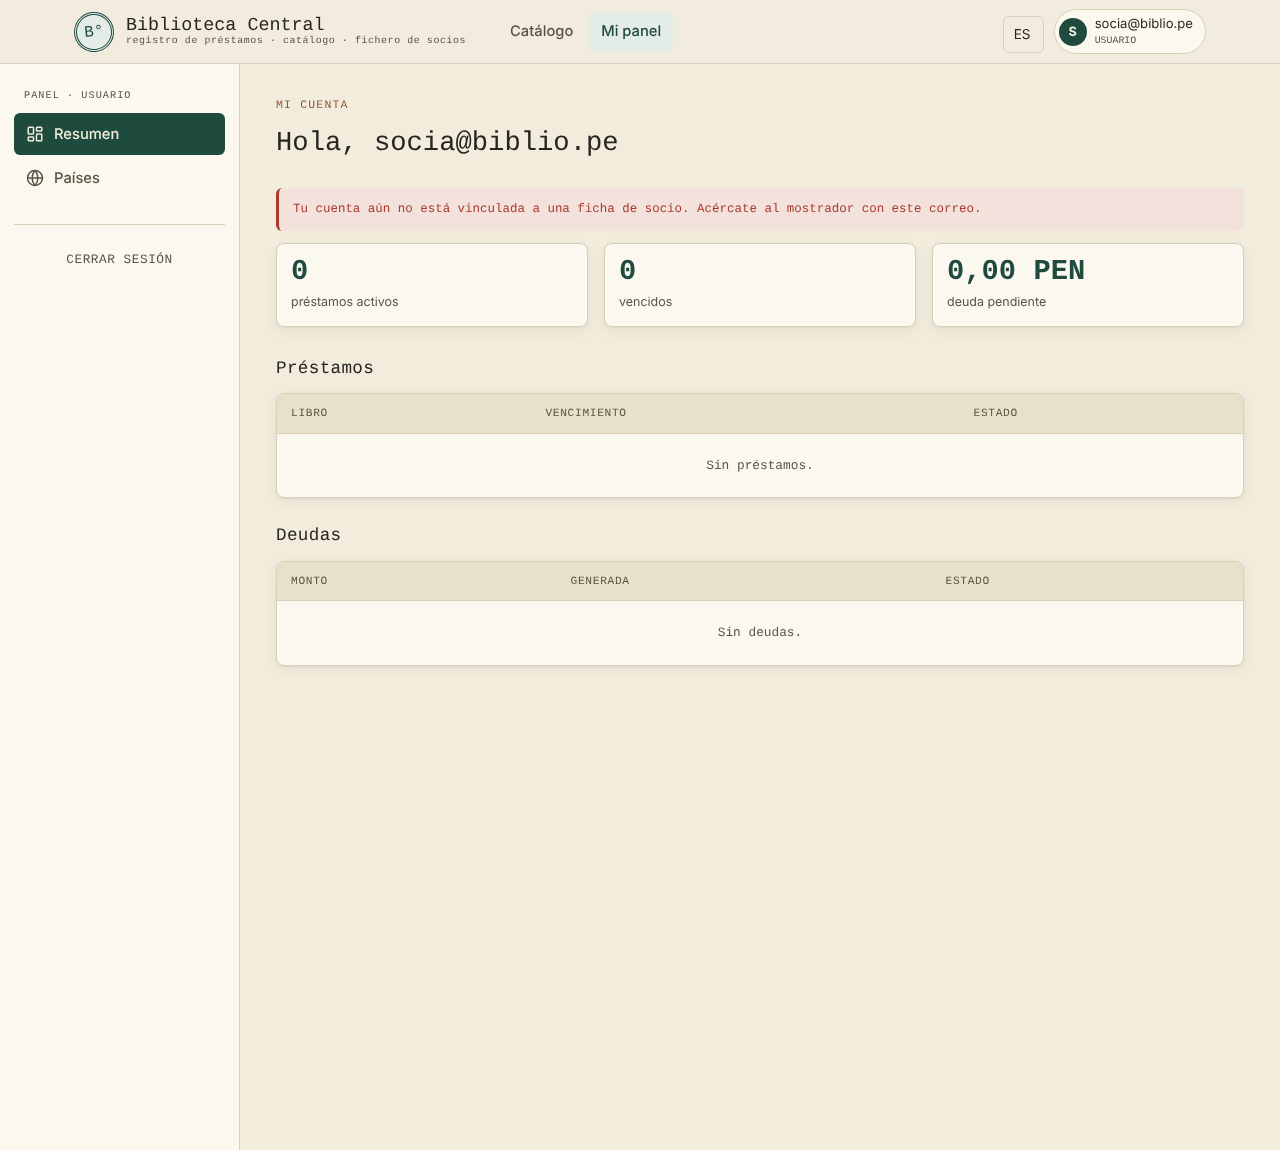 B°
Biblioteca Central
registro de préstamos · catálogo · fichero de socios
Catálogo
Mi panel
ES
S
socia@biblio.pe
USUARIO
PANEL · USUARIO
Resumen
Países
CERRAR SESIÓN
MI CUENTA
Hola, socia@biblio.pe
Tu cuenta aún no está vinculada a una ficha de socio. Acércate al mostrador con este correo.
0
préstamos activos
0
vencidos
0,00 PEN
deuda pendiente
Préstamos
LIBRO VENCIMIENTO ESTADO
Sin préstamos.
Deudas
MONTO GENERADA ESTADO
Sin deudas.